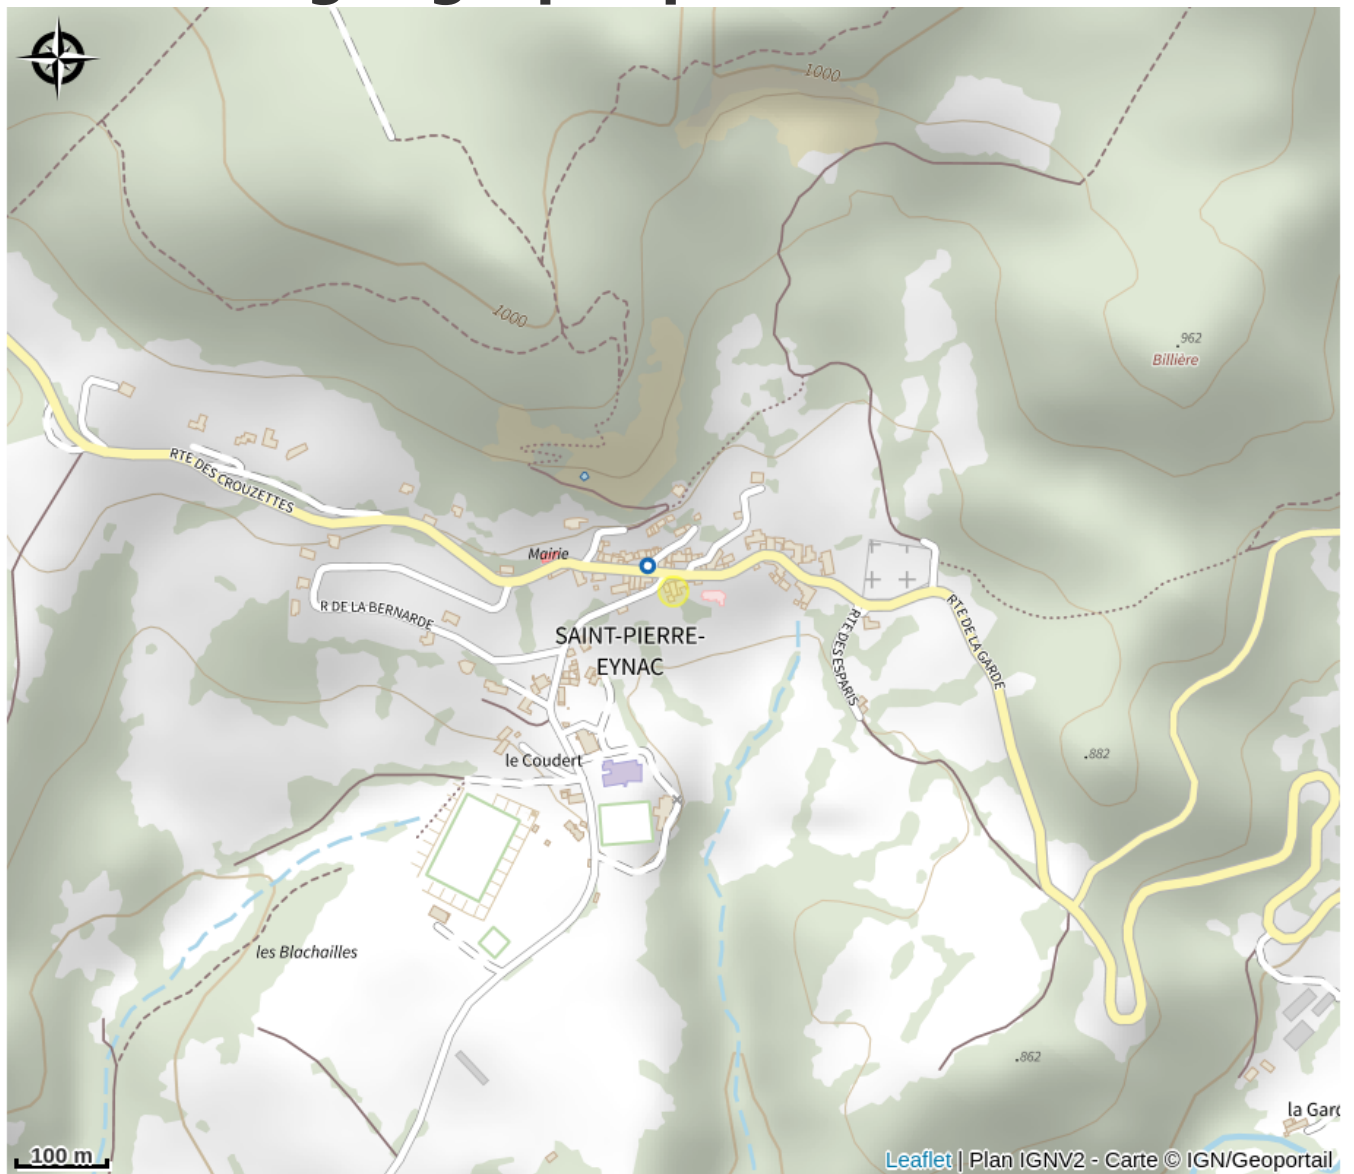 1000
1000
962
Billière
RTE DES CROUZETTES
Mairie
R DE LA BERNARDE
SAINT-PIERRE-
EYNAC
RTE DES ESPARIS
RTE DE LA GARDE
882
le Coudert
les Blachailles
862
la Gard
100 m
Leaflet | Plan IGNV2 - Carte © IGN/Geoportail